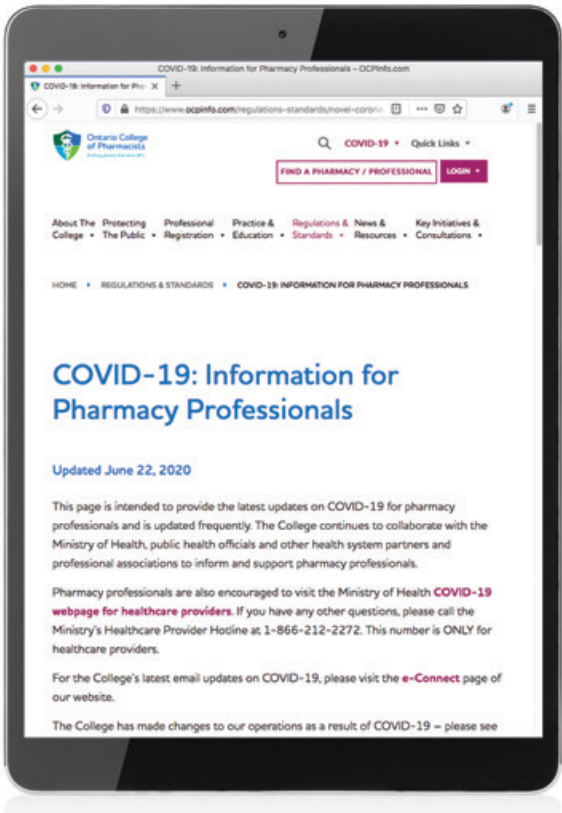 COVID-19: Information for Pharmacy Professionals – OCPInfo.com
COVID-19: Information for Pha
https://www.ocpinfo.com/regulations-standards/novel-corona
Ontario College
of Pharmacists
Putting patients first since 1871
COVID-19 Quick Links
FIND A PHARMACY / PROFESSIONAL LOGIN
About The Protecting Professional Practice & Regulations & News & Key Initiatives &
College The Public Registration Education Standards Resources Consultations
HOME REGULATIONS & STANDARDS COVID-19: INFORMATION FOR PHARMACY PROFESSIONALS
COVID-19: Information for
Pharmacy Professionals
Updated June 22, 2020
This page is intended to provide the latest updates on COVID-19 for pharmacy
professionals and is updated frequently. The College continues to collaborate with the
Ministry of Health, public health officials and other health system partners and
professional associations to inform and support pharmacy professionals.
Pharmacy professionals are also encouraged to visit the Ministry of Health COVID-19
webpage for healthcare providers. If you have any other questions, please call the
Ministry's Healthcare Provider Hotline at 1-866-212-2272. This number is ONLY for
healthcare providers.
For the College's latest email updates on COVID-19, please visit the e-Connect page of
our website.
The College has made changes to our operations as a result of COVID-19 – please see